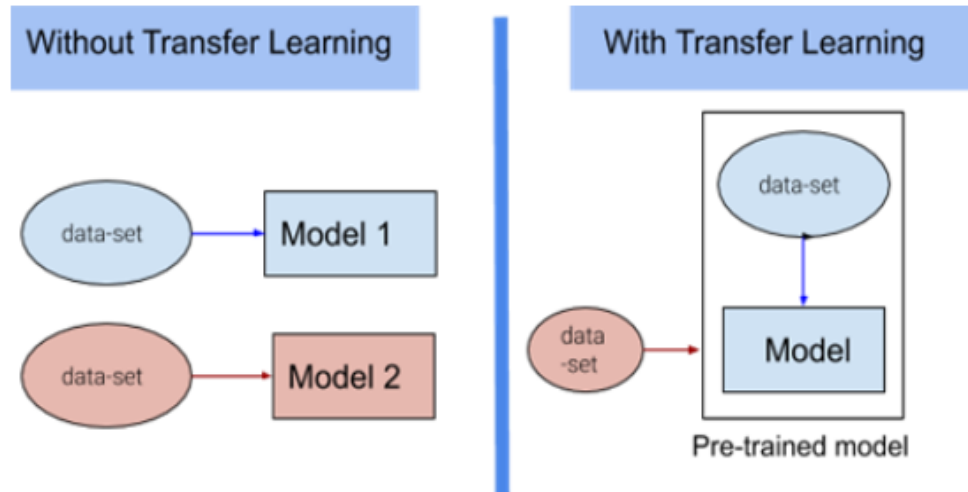 Without Transfer Learning
data-set
Model 1
data-set
Model 2
With Transfer Learning
data-set
data
-set
Model
Pre-trained model